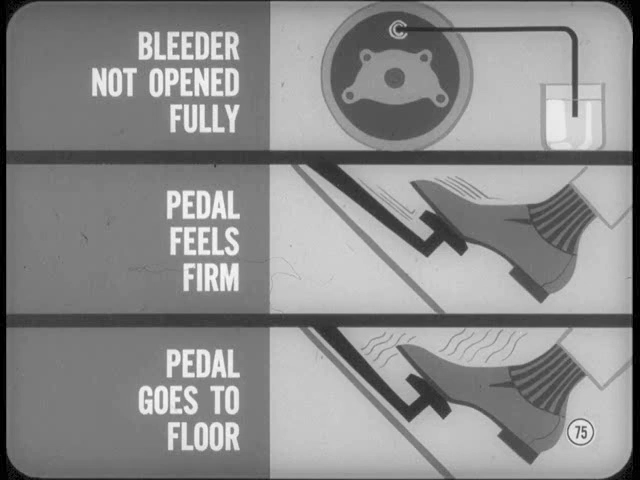 BLEEDER
NOT OPENED
FULLY
PEDAL
FEELS
FIRM
PEDAL
GOES TO
FLOOR
75